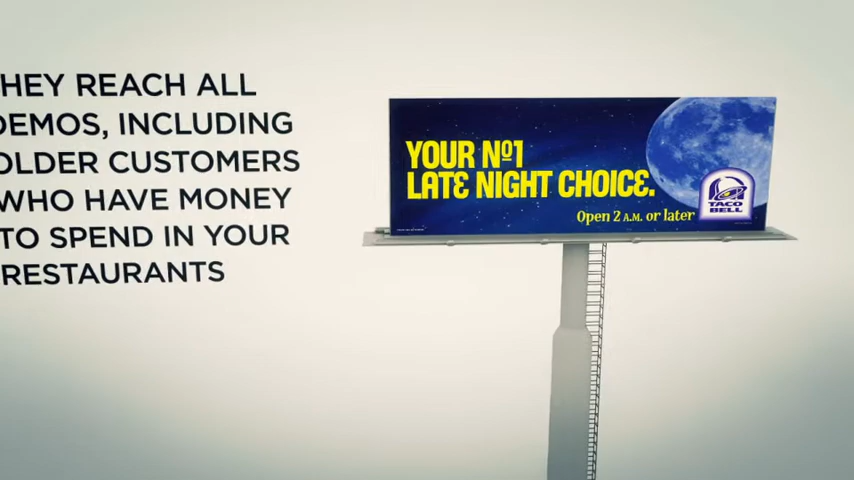 HEY REACH ALL
DEMOS, INCLUDING
OLDER CUSTOMERS
WHO HAVE MONEY
TO SPEND IN YOUR
RESTAURANTS
YOUR Nº1
LATE NIGHT CHOICE.
Open 2 A.M. or later
TACO
BELL